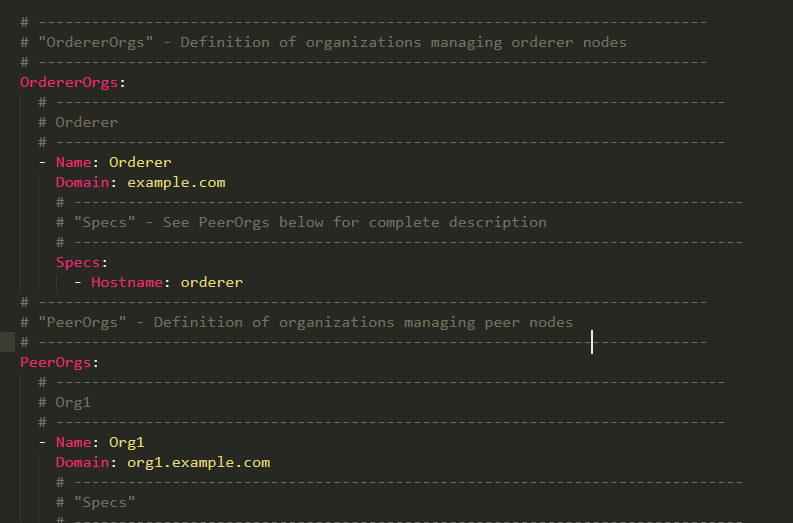 # ---------------------------------------------------------------------------
# "OrdererOrgs" - Definition of organizations managing orderer nodes
# ---------------------------------------------------------------------------
OrdererOrgs:
  # ---------------------------------------------------------------------------
  # Orderer
  # ---------------------------------------------------------------------------
  - Name: Orderer
    Domain: example.com
    # ---------------------------------------------------------------------------
    # "Specs" - See PeerOrgs below for complete description
    # ---------------------------------------------------------------------------
    Specs:
      - Hostname: orderer
# ---------------------------------------------------------------------------
# "PeerOrgs" - Definition of organizations managing peer nodes
# ---------------------------------------------------------------------------
PeerOrgs:
  # ---------------------------------------------------------------------------
  # Org1
  # ---------------------------------------------------------------------------
  - Name: Org1
    Domain: org1.example.com
    # ---------------------------------------------------------------------------
    # "Specs"
    # ---------------------------------------------------------------------------